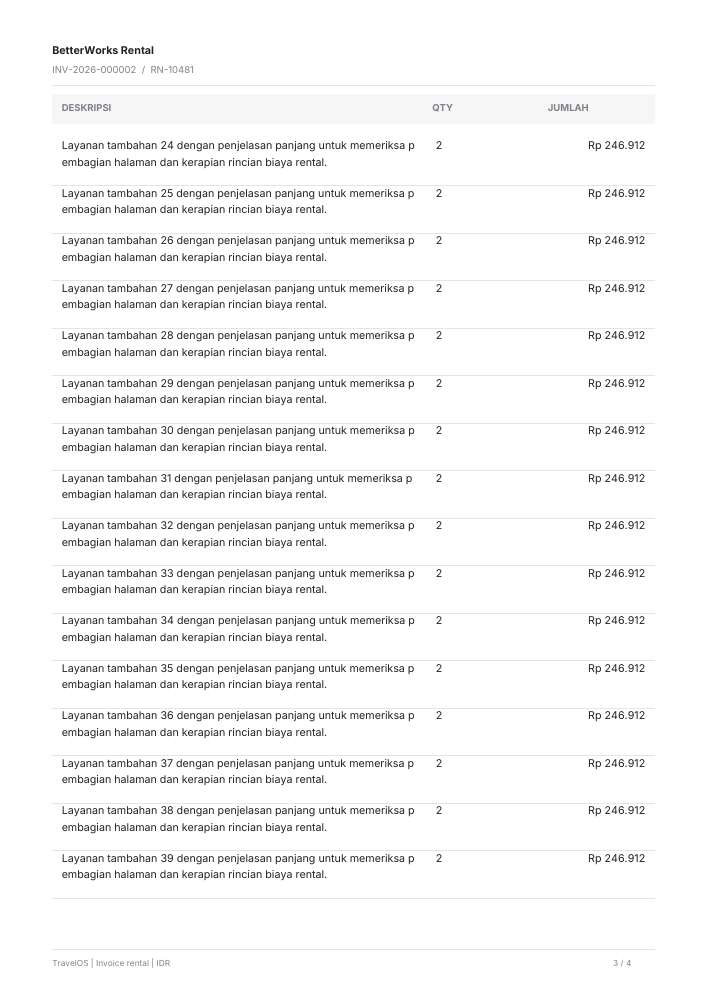 BetterWorks Rental
INV-2026-000002 / RN-10481
DESKRIPSI QTY JUMLAH
Layanan tambahan 24 dengan penjelasan panjang untuk memeriksa p 2 Rp 246.912
embagian halaman dan kerapian rincian biaya rental.
Layanan tambahan 25 dengan penjelasan panjang untuk memeriksa p 2 Rp 246.912
embagian halaman dan kerapian rincian biaya rental.
Layanan tambahan 26 dengan penjelasan panjang untuk memeriksa p 2 Rp 246.912
embagian halaman dan kerapian rincian biaya rental.
Layanan tambahan 27 dengan penjelasan panjang untuk memeriksa p 2 Rp 246.912
embagian halaman dan kerapian rincian biaya rental.
Layanan tambahan 28 dengan penjelasan panjang untuk memeriksa p 2 Rp 246.912
embagian halaman dan kerapian rincian biaya rental.
Layanan tambahan 29 dengan penjelasan panjang untuk memeriksa p 2 Rp 246.912
embagian halaman dan kerapian rincian biaya rental.
Layanan tambahan 30 dengan penjelasan panjang untuk memeriksa p 2 Rp 246.912
embagian halaman dan kerapian rincian biaya rental.
Layanan tambahan 31 dengan penjelasan panjang untuk memeriksa p 2 Rp 246.912
embagian halaman dan kerapian rincian biaya rental.
Layanan tambahan 32 dengan penjelasan panjang untuk memeriksa p 2 Rp 246.912
embagian halaman dan kerapian rincian biaya rental.
Layanan tambahan 33 dengan penjelasan panjang untuk memeriksa p 2 Rp 246.912
embagian halaman dan kerapian rincian biaya rental.
Layanan tambahan 34 dengan penjelasan panjang untuk memeriksa p 2 Rp 246.912
embagian halaman dan kerapian rincian biaya rental.
Layanan tambahan 35 dengan penjelasan panjang untuk memeriksa p 2 Rp 246.912
embagian halaman dan kerapian rincian biaya rental.
Layanan tambahan 36 dengan penjelasan panjang untuk memeriksa p 2 Rp 246.912
embagian halaman dan kerapian rincian biaya rental.
Layanan tambahan 37 dengan penjelasan panjang untuk memeriksa p 2 Rp 246.912
embagian halaman dan kerapian rincian biaya rental.
Layanan tambahan 38 dengan penjelasan panjang untuk memeriksa p 2 Rp 246.912
embagian halaman dan kerapian rincian biaya rental.
Layanan tambahan 39 dengan penjelasan panjang untuk memeriksa p 2 Rp 246.912
embagian halaman dan kerapian rincian biaya rental.
TravelOS | Invoice rental | IDR 3 / 4